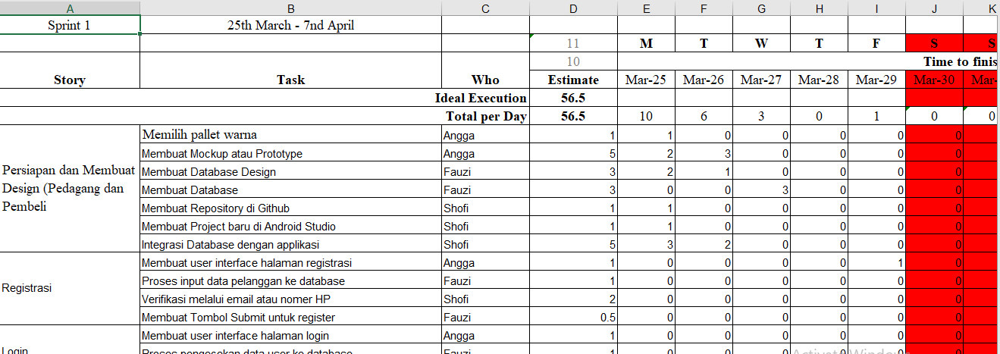 A B C D E F G H I J K
Sprint 1 25th March - 7nd April
11 M T W T F S S
10 Time to finis
Story Task Who Estimate Mar-25 Mar-26 Mar-27 Mar-28 Mar-29 Mar-30 Mar-
Ideal Execution 56.5
Total per Day 56.5 10 6 3 0 1 0 0
Persiapan dan Membuat
Design (Pedagang dan
Pembeli
Memilih pallet warna Angga 1 1 0 0 0 0 0
Membuat Mockup atau Prototype Angga 5 2 3 0 0 0 0
Membuat Database Design Fauzi 3 2 1 0 0 0 0
Membuat Database Fauzi 3 0 0 3 0 0 0
Membuat Repository di Github Shofi 1 1 0 0 0 0 0
Membuat Project baru di Android Studio Shofi 1 1 0 0 0 0 0
Integrasi Database dengan applikasi Shofi 5 3 2 0 0 0 0
Registrasi
Membuat user interface halaman registrasi Angga 1 0 0 0 0 1 0
Proses input data pelanggan ke database Fauzi 1 0 0 0 0 0 0
Verifikasi melalui email atau nomer HP Shofi 2 0 0 0 0 0 0
Membuat Tombol Submit untuk register Fauzi 0.5 0 0 0 0 0 0
Login
Membuat user interface halaman login Angga 1 0 0 0 0 0 0
Proses pengecekan data user ke database Fauzi 1 0 0 0 0 0 0
Activate Windows